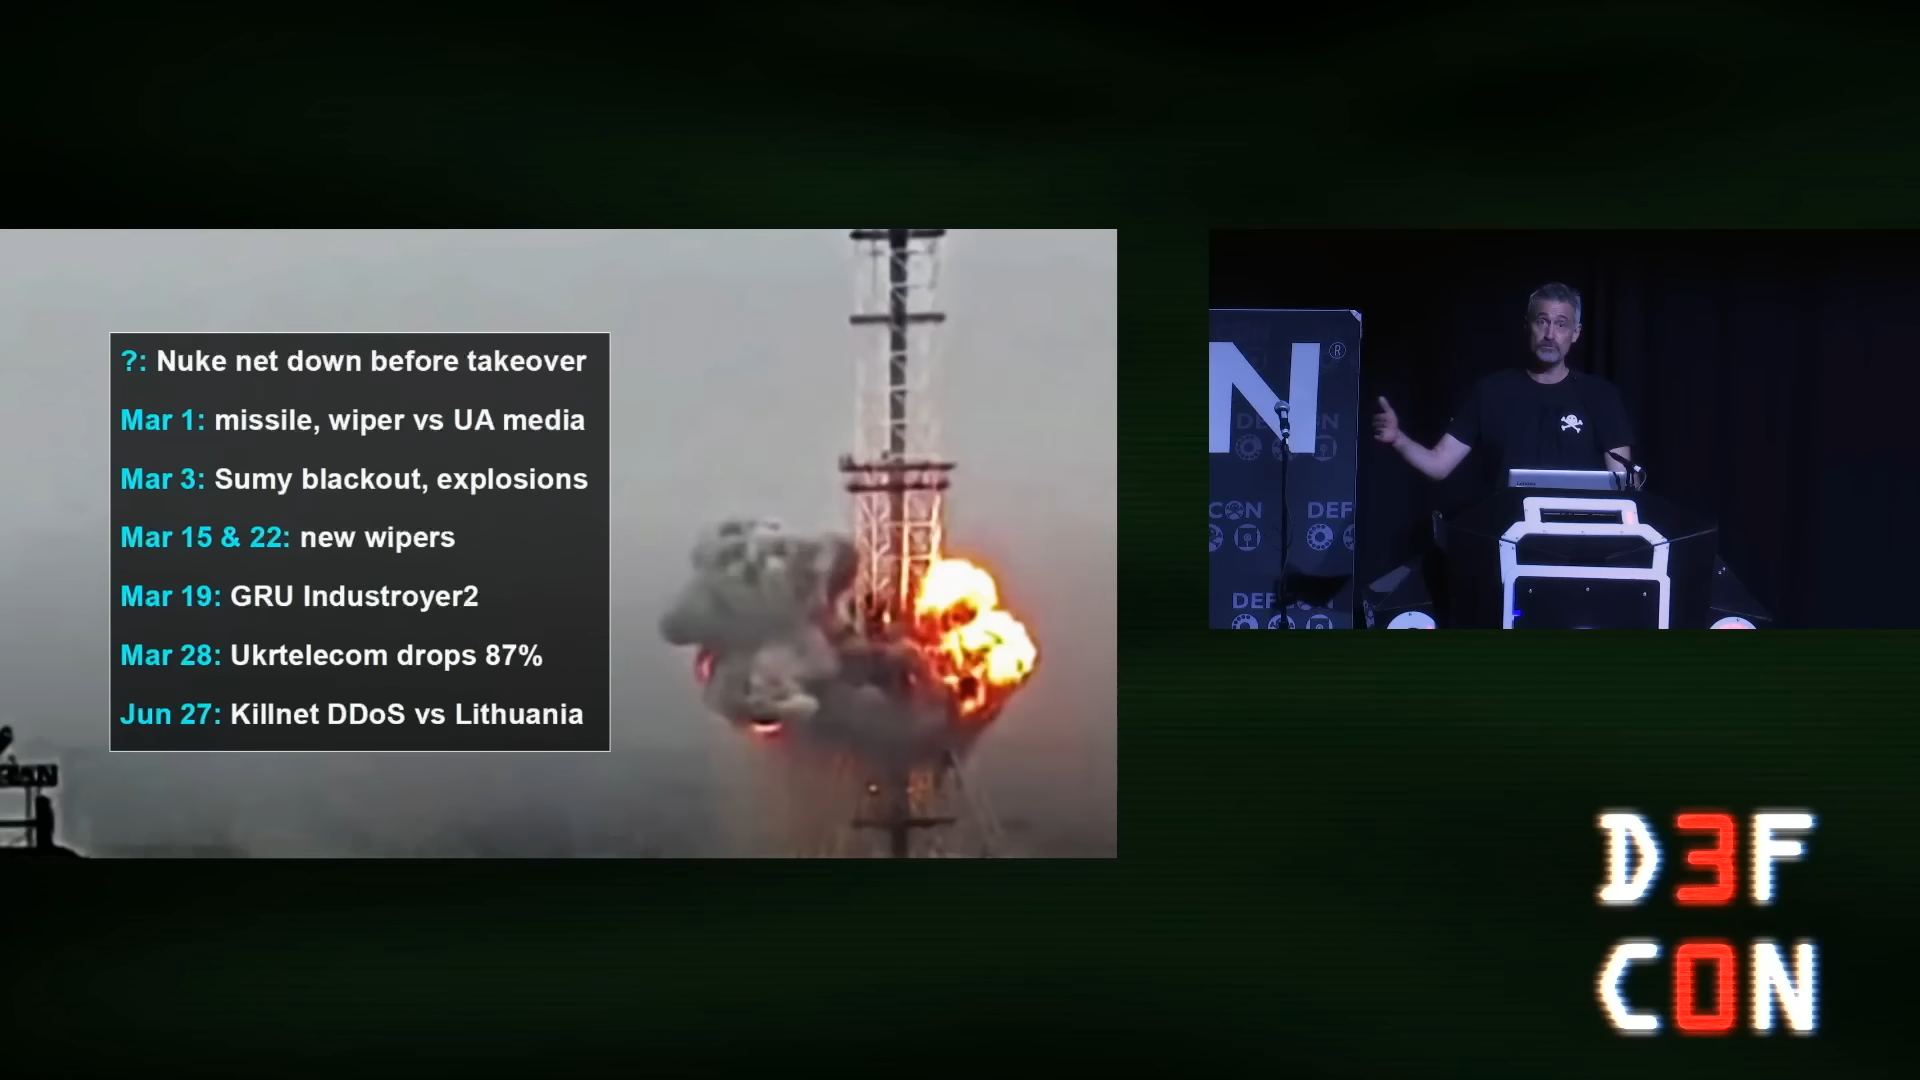 ?: Nuke net down before takeover
Mar 1: missile, wiper vs UA media
Mar 3: Sumy blackout, explosions
Mar 15 & 22: new wipers
Mar 19: GRU Industroyer2
Mar 28: Ukrtelecom drops 87%
Jun 27: Killnet DDoS vs Lithuania
N®
CON DEF
D3F
C0N